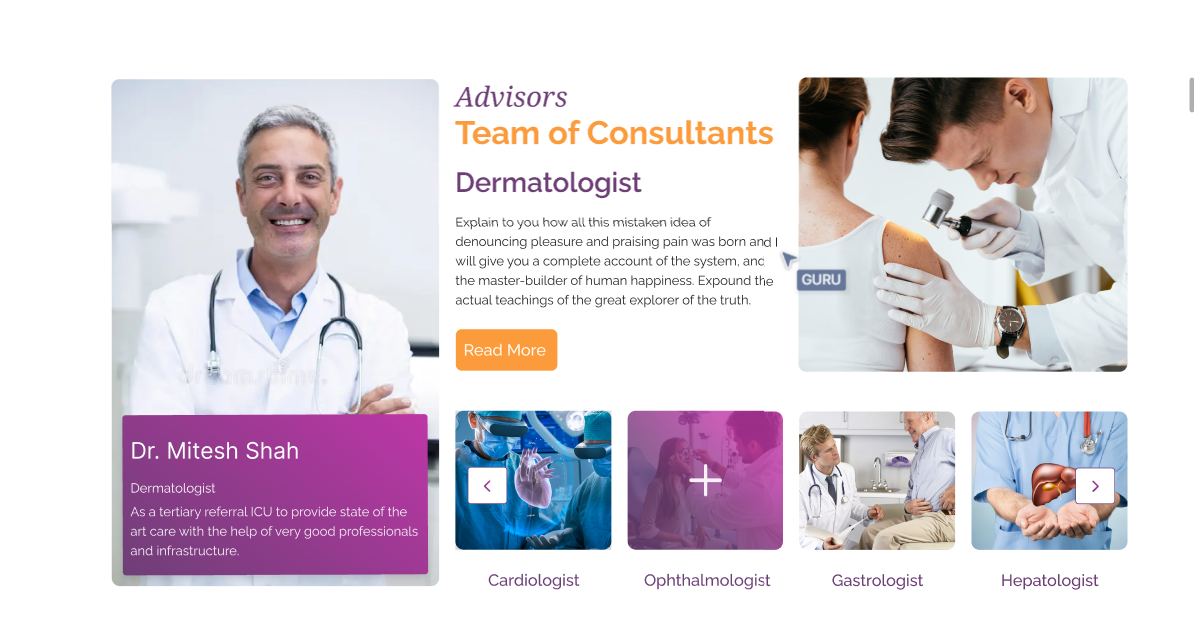 Advisors
Team of Consultants
Dermatologist
Explain to you how all this mistaken idea of
denouncing pleasure and praising pain was born and I
will give you a complete account of the system, and
the master-builder of human happiness. Expound the
actual teachings of the great explorer of the truth.
GURU
Read More
Dr. Mitesh Shah
Dermatologist
As a tertiary referral ICU to provide state of the
art care with the help of very good professionals
and infrastructure.
Cardiologist
Ophthalmologist
Gastrologist
Hepatologist